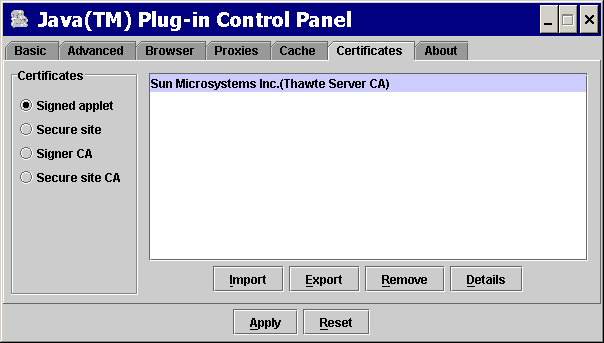 Java(TM) Plug-in Control Panel
Basic Advanced Browser Proxies Cache Certificates About
Certificates
Signed applet
Secure site
Signer CA
Secure site CA
Sun Microsystems Inc.(Thawte Server CA)
Import Export Remove Details
Apply Reset